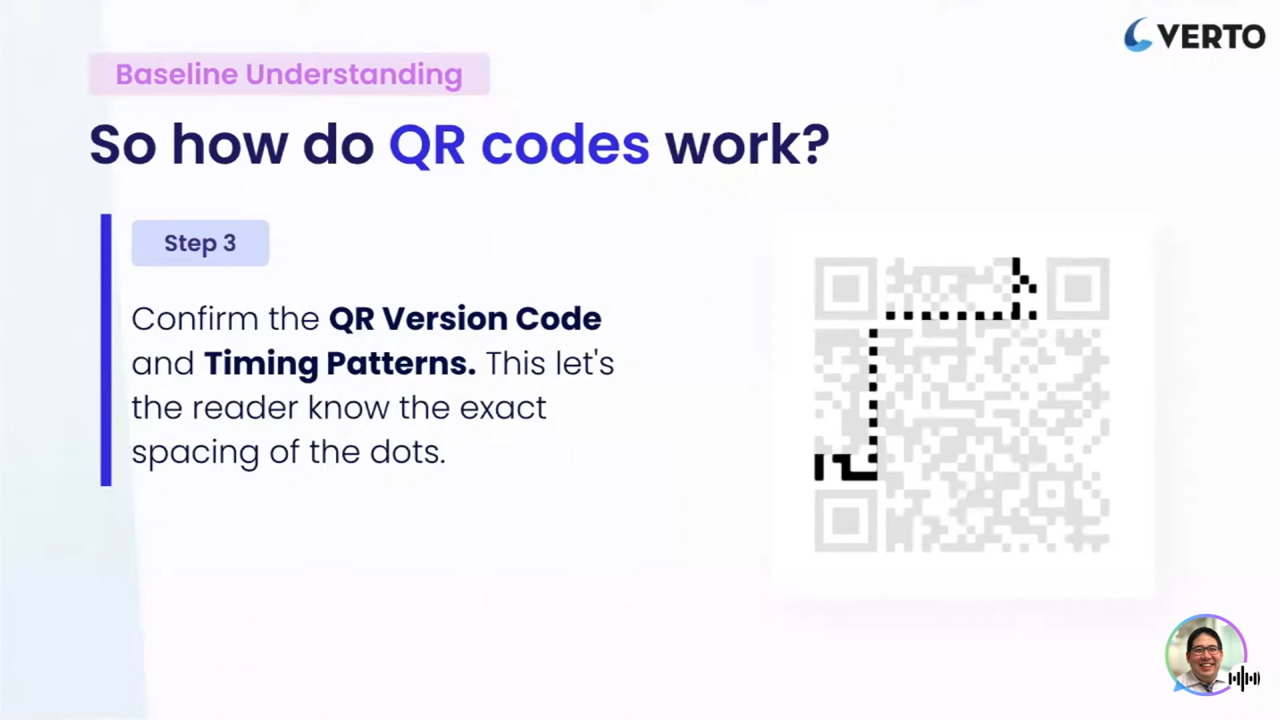 VERTO
Baseline Understanding
So how do QR codes work?
Step 3
Confirm the QR Version Code
and Timing Patterns. This let's
the reader know the exact
spacing of the dots.